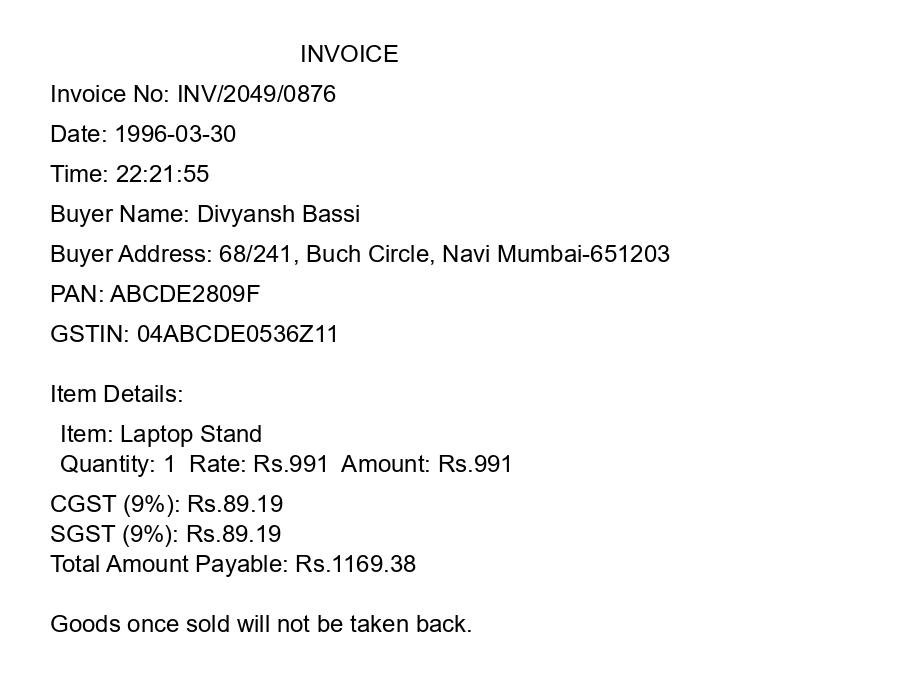 INVOICE
Invoice No: INV/2049/0876
Date: 1996-03-30
Time: 22:21:55
Buyer Name: Divyansh Bassi
Buyer Address: 68/241, Buch Circle, Navi Mumbai-651203
PAN: ABCDE2809F
GSTIN: 04ABCDE0536Z11
Item Details:
Item: Laptop Stand
Quantity: 1  Rate: Rs.991  Amount: Rs.991
CGST (9%): Rs.89.19
SGST (9%): Rs.89.19
Total Amount Payable: Rs.1169.38
Goods once sold will not be taken back.